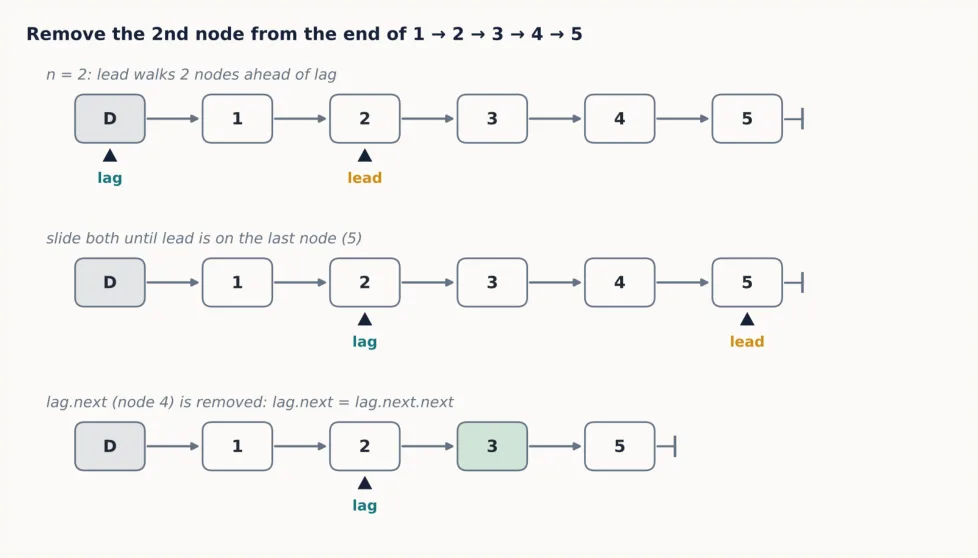 Remove the 2nd node from the end of 1 → 2 → 3 → 4 → 5
n = 2: lead walks 2 nodes ahead of lag
D 1 2 3 4 5
lag lead
slide both until lead is on the last node (5)
D 1 2 3 4 5
lag lead
lag.next (node 4) is removed: lag.next = lag.next.next
D 1 2 3 5
lag